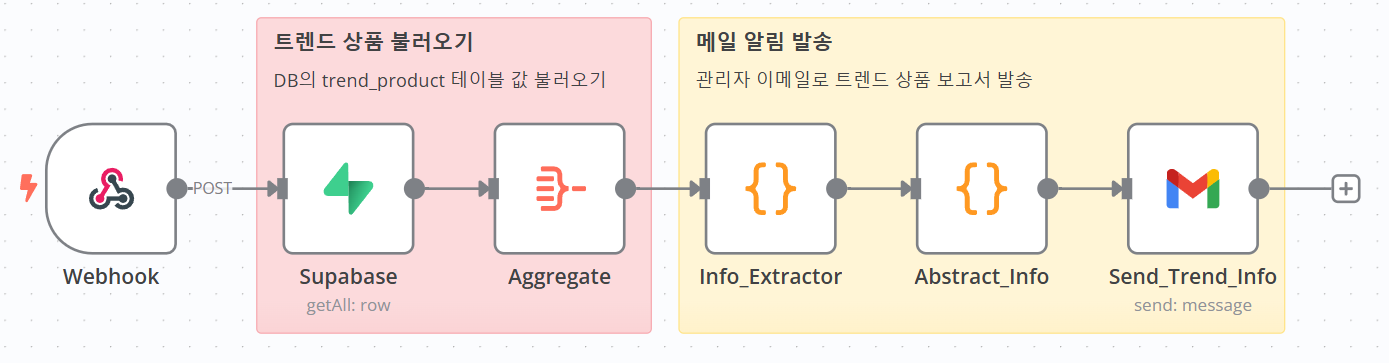 트렌드 상품 불러오기
DB의 trend_product 테이블 값 불러오기
메일 알림 발송
관리자 이메일로 트렌드 상품 보고서 발송
POST
Webhook
Supabase
getAll: row
Aggregate
Info_Extractor
Abstract_Info
Send_Trend_Info
send: message